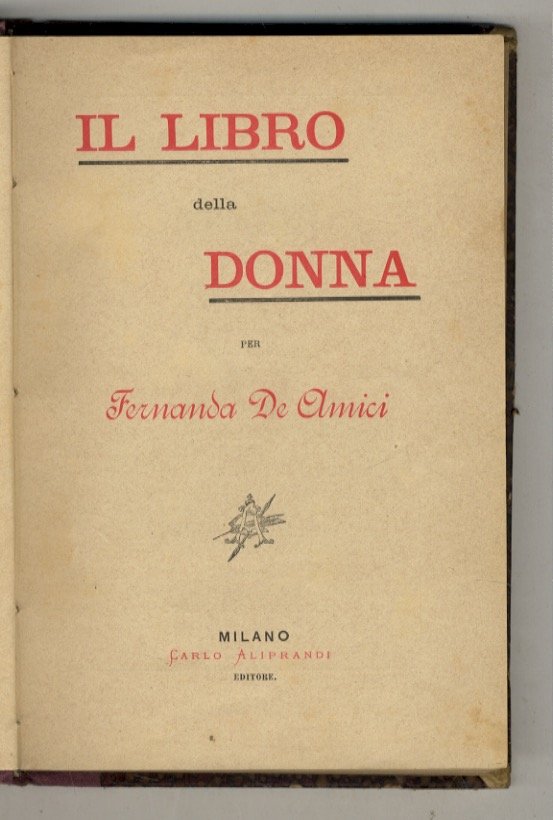 IL LIBRO
della
DONNA
PER
Fernanda De Amici
MILANO
CARLO ALIPRANDI
EDITORE.